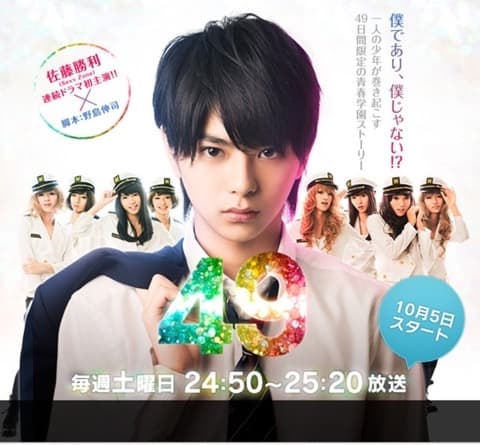 僕であり、僕じゃない!?
一人の少年が巻き起こす
49日間限定の青春学園ストーリー
佐藤勝利
(Sexy Zone)
連続ドラマ初主演!!
×
脚本:野島伸司
49
10月5日
スタート
毎週土曜日 24:50～25:20 放送